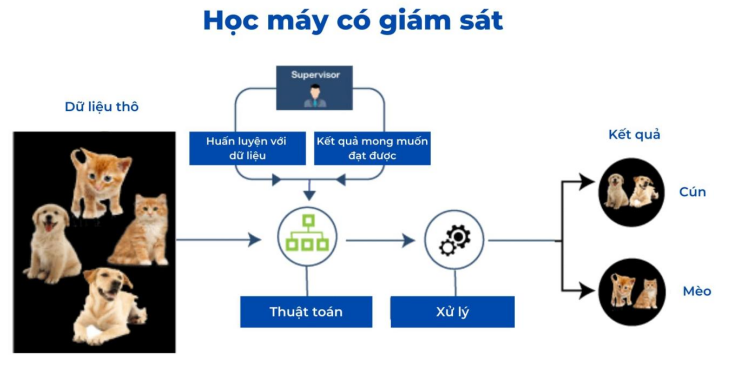 Học máy có giám sát
Supervisor
Dữ liệu thô
Huấn luyện với
dữ liệu
Kết quả mong muốn
đạt được
Kết quả
Cún
Mèo
Thuật toán
Xử lý